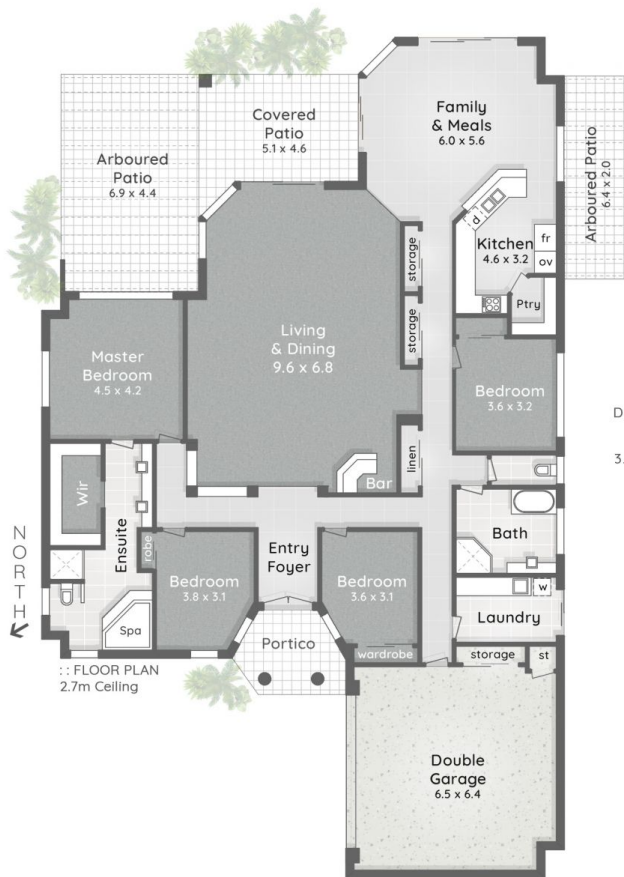 Family
& Meals
6.0 x 5.6
Covered
Patio
5.1 x 4.6
Arboured
Patio
6.9 x 4.4
Arboured Patio
6.4 x 2.0
d
Kitchen
4.6 x 3.2
fr
ov
Ptry
storage
storage
Living
& Dining
9.6 x 6.8
Master
Bedroom
4.5 x 4.2
Bedroom
3.6 x 3.2
D
3.
linen
Bar
Wir
Ensuite
robe
Bedroom
3.8 x 3.1
Entry
Foyer
Bedroom
3.6 x 3.1
Bath
w
Laundry
NORTH
Spa
Portico
wardrobe
storage
st
:: FLOOR PLAN
2.7m Ceiling
Double
Garage
6.5 x 6.4